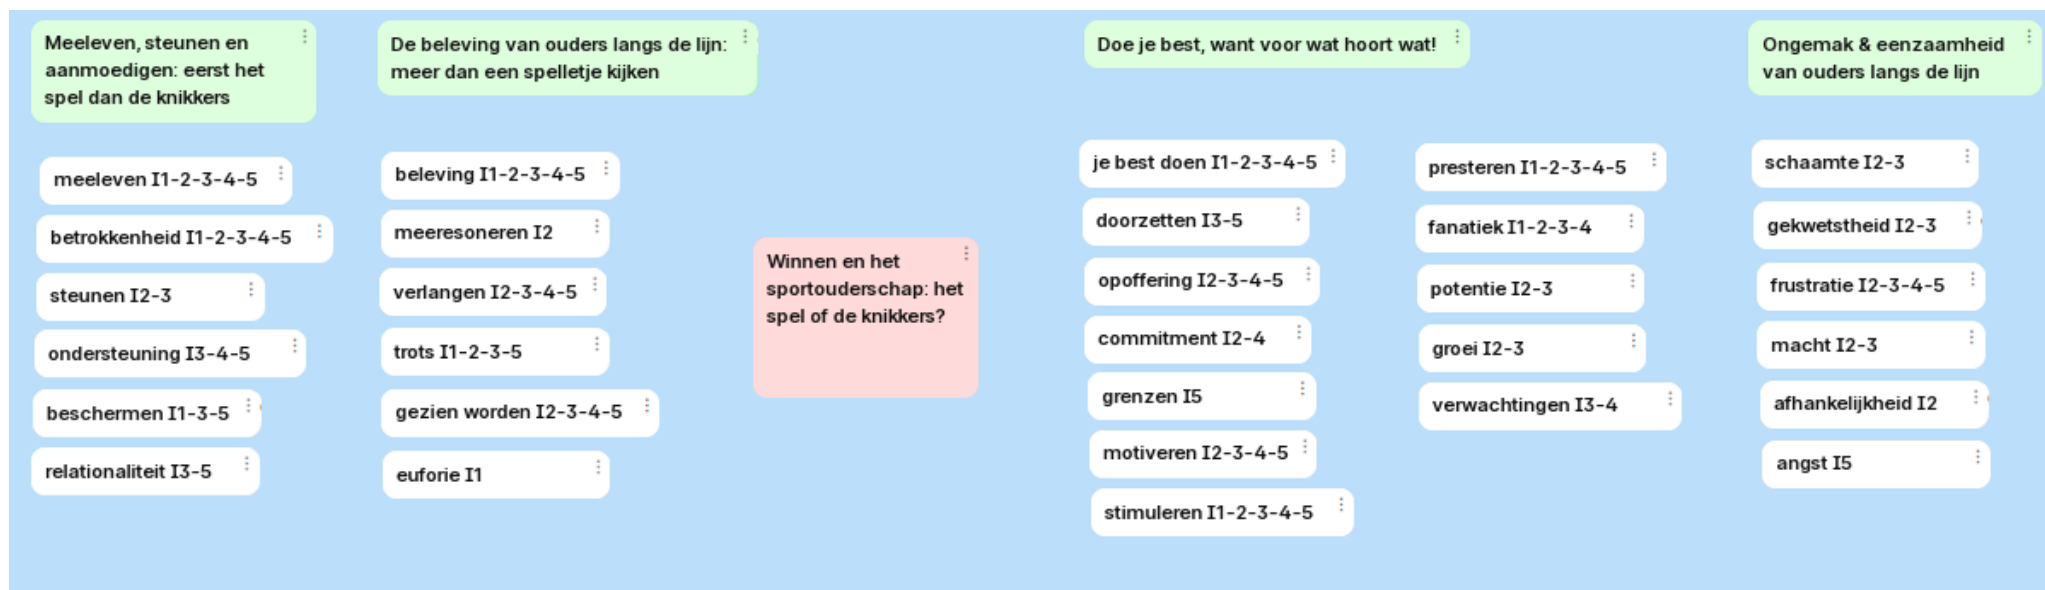 Meeleven, steunen en
aanmoedigen: eerst het
spel dan de knikkers
meeleven I1-2-3-4-5
betrokkenheid I1-2-3-4-5
steunen I2-3
ondersteuning I3-4-5
beschermen I1-3-5
relationaliteit I3-5
De beleving van ouders langs de lijn:
meer dan een spelletje kijken
beleving I1-2-3-4-5
meeresoneren I2
verlangen I2-3-4-5
trots I1-2-3-5
gezien worden I2-3-4-5
euforie I1
Winnen en het
sportouderschap: het
spel of de knikkers?
Doe je best, want voor wat hoort wat!
je best doen I1-2-3-4-5
doorzetten I3-5
opoffering I2-3-4-5
commitment I2-4
grenzen I5
motiveren I2-3-4-5
stimuleren I1-2-3-4-5
presteren I1-2-3-4-5
fanatiek I1-2-3-4
potentie I2-3
groei I2-3
verwachtingen I3-4
Ongemak & eenzaamheid
van ouders langs de lijn
schaamte I2-3
gekwetstheid I2-3
frustratie I2-3-4-5
macht I2-3
afhankelijkheid I2
angst I5